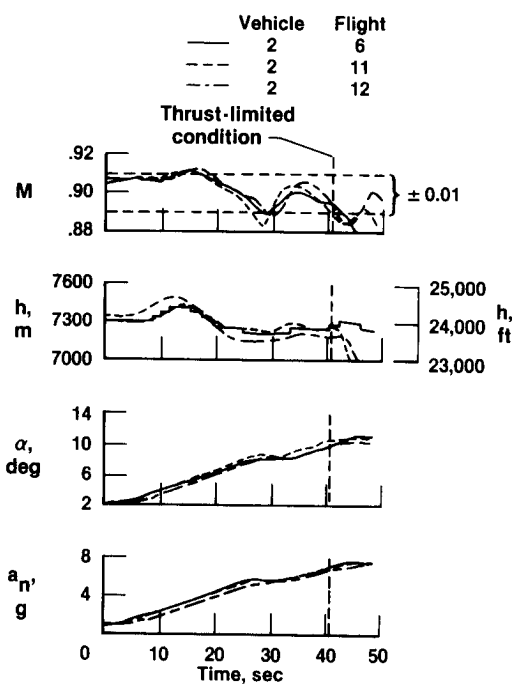 Vehicle Flight
2 6
2 11
2 12
Thrust-limited
condition
.92
.90
.88
M
± 0.01
7600
7300
7000
h,
m
25,000
24,000
23,000
h,
ft
14
10
6
2
α,
deg
8
4
an,
g
0 10 20 30 40 50
Time, sec